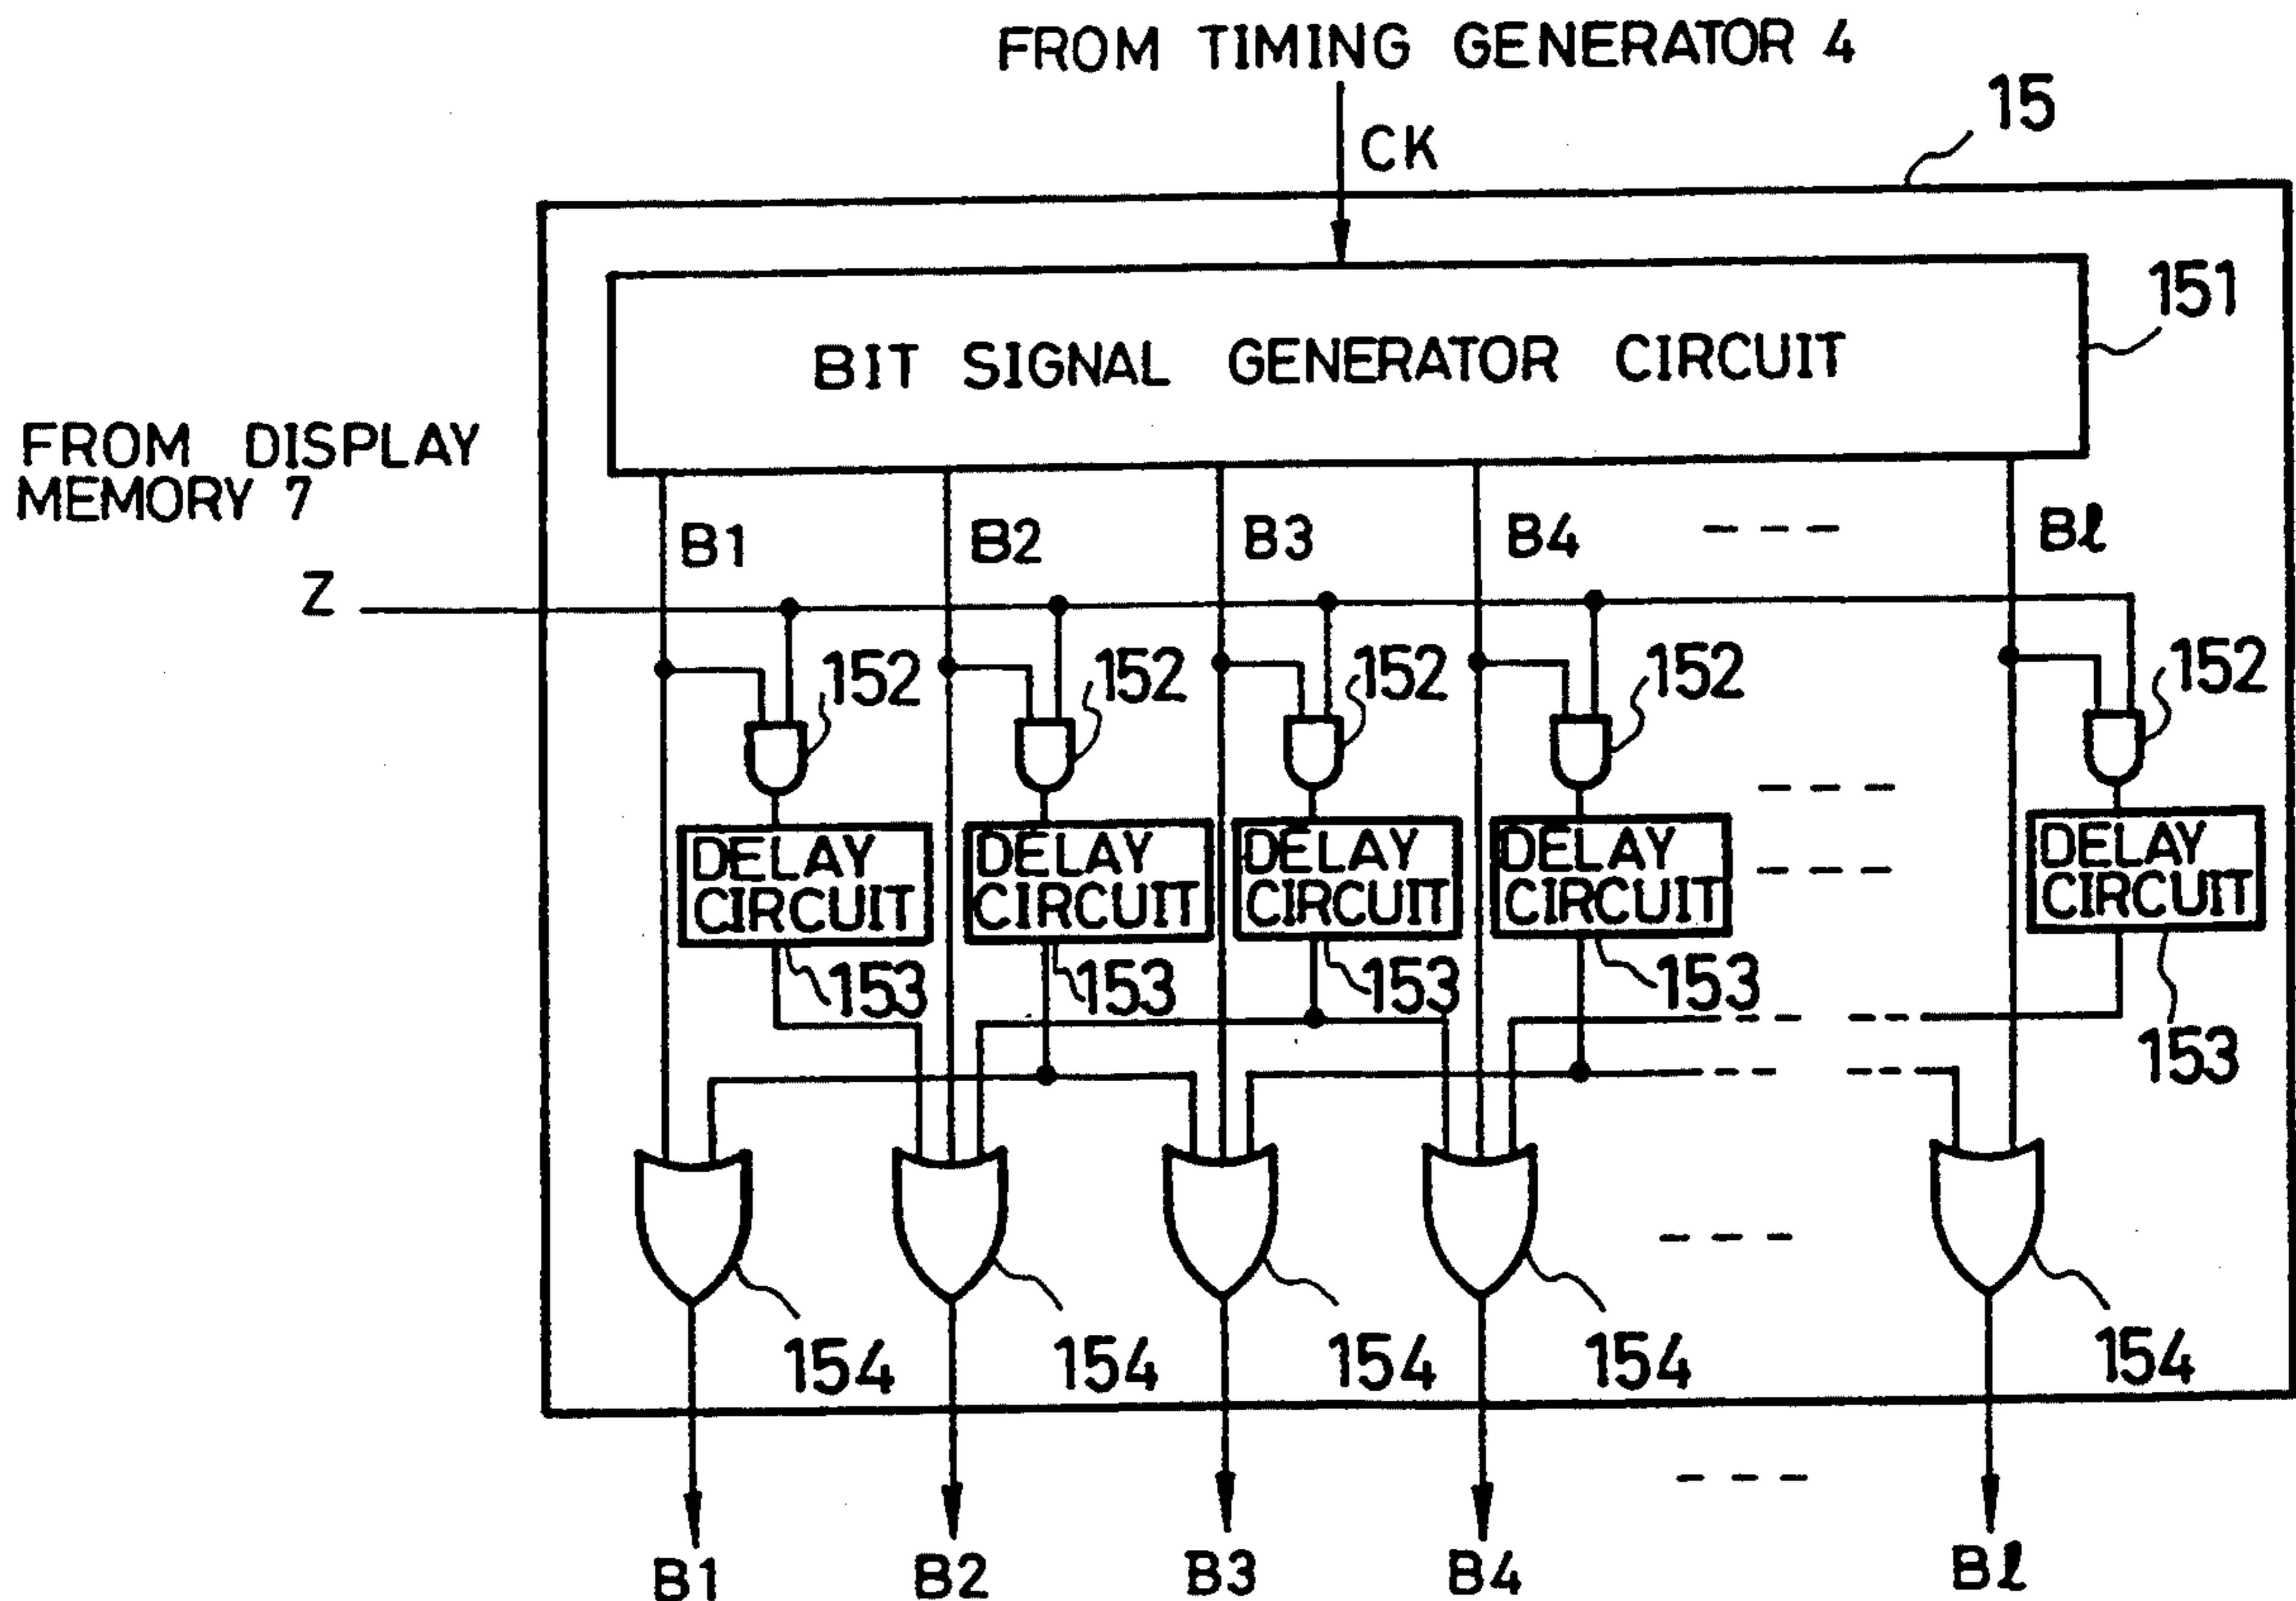 FROM TIMING GENERATOR 4
15
CK
151
BIT SIGNAL GENERATOR CIRCUIT
FROM DISPLAY
MEMORY 7
B1 B2 B3 B4 --- Bℓ
Z
152 152 152 152 152
---
DELAY DELAY DELAY DELAY --- DELAY
CIRCUIT CIRCUIT CIRCUIT CIRCUIT CIRCUIT
153 153 153 153 153
---
154 154 154 154 154
---
B1 B2 B3 B4 Bℓ